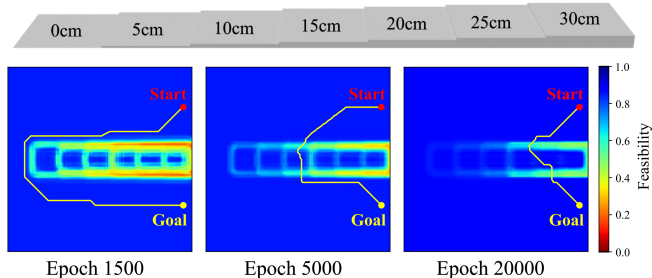 0cm 5cm 10cm 15cm 20cm 25cm 30cm
Start Start Start
Goal Goal Goal
1.0
0.8
0.6
0.4
0.2
0.0
Feasibility
Epoch 1500 Epoch 5000 Epoch 20000